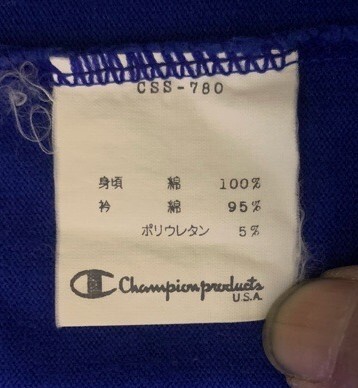 CSS-780
身頃 綿 100%
衿 綿 95%
ポリウレタン 5%
Champion products
U.S.A.